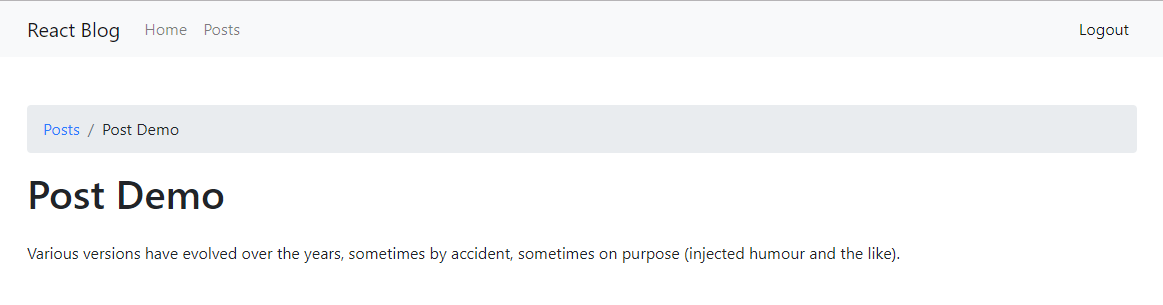 React Blog Home Posts Logout
Posts / Post Demo
Post Demo
Various versions have evolved over the years, sometimes by accident, sometimes on purpose (injected humour and the like).